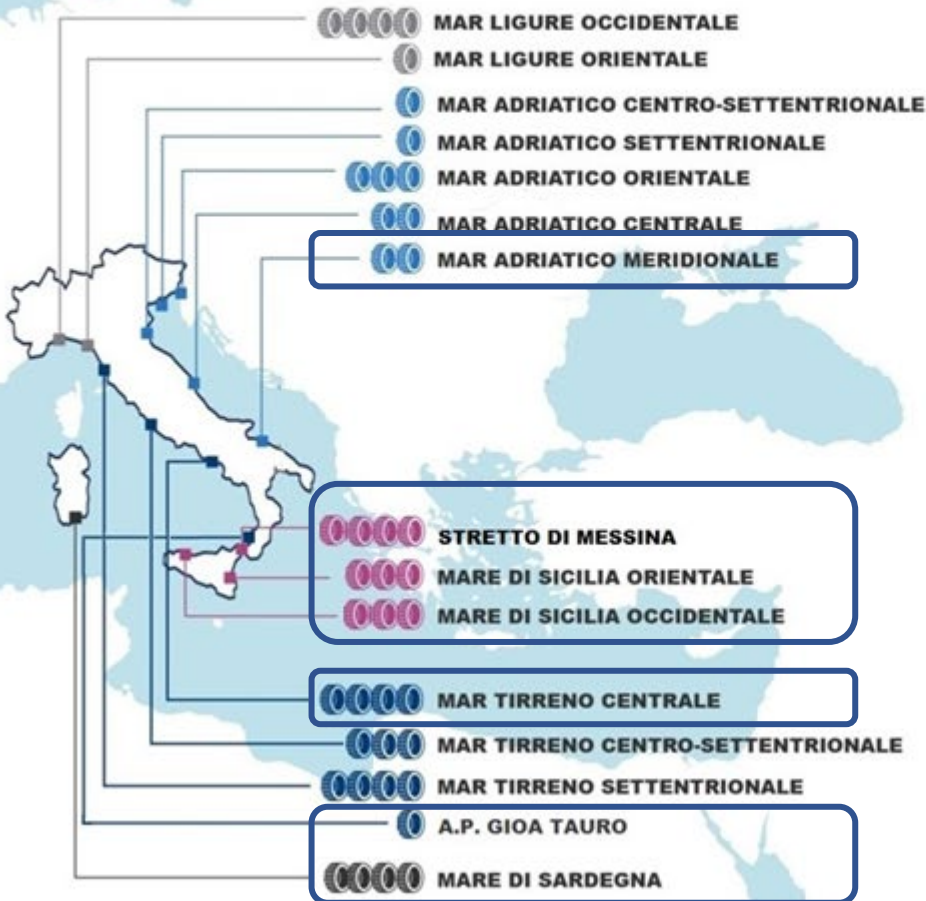 MAR LIGURE OCCIDENTALE
MAR LIGURE ORIENTALE
MAR ADRIATICO CENTRO-SETTENTRIONALE
MAR ADRIATICO SETTENTRIONALE
MAR ADRIATICO ORIENTALE
MAR ADRIATICO CENTRALE
MAR ADRIATICO MERIDIONALE
STRETTO DI MESSINA
MARE DI SICILIA ORIENTALE
MARE DI SICILIA OCCIDENTALE
MAR TIRRENO CENTRALE
MAR TIRRENO CENTRO-SETTENTRIONALE
MAR TIRRENO SETTENTRIONALE
A.P. GIOA TAURO
MARE DI SARDEGNA